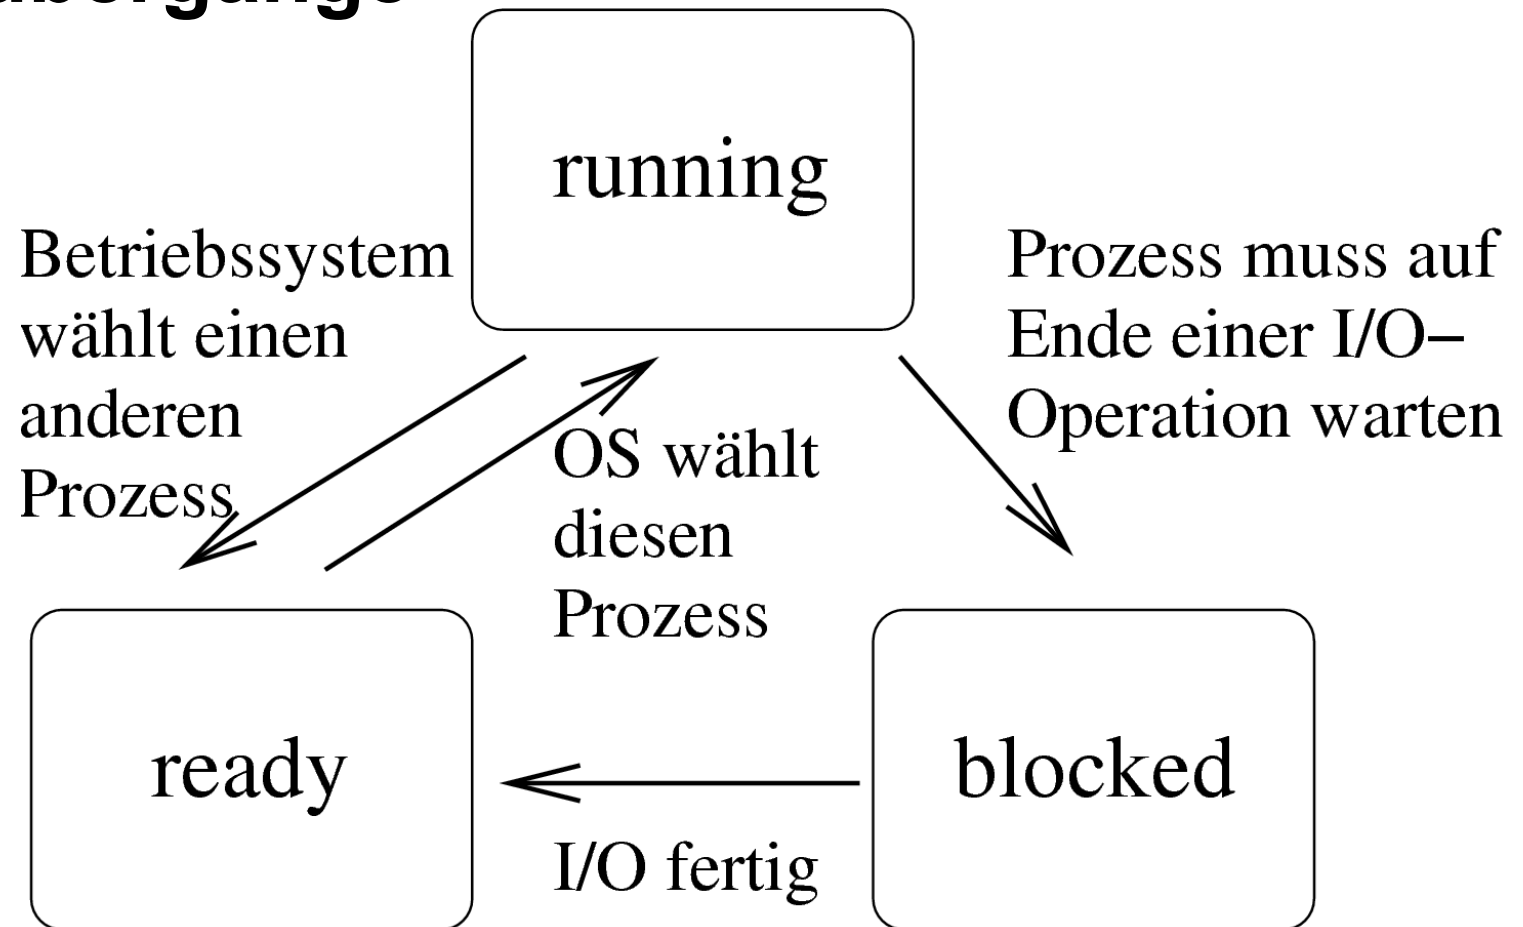 running
Betriebssystem
wählt einen
anderen
Prozess
Prozess muss auf
Ende einer I/O–
Operation warten
OS wählt
diesen
Prozess
ready
blocked
I/O fertig